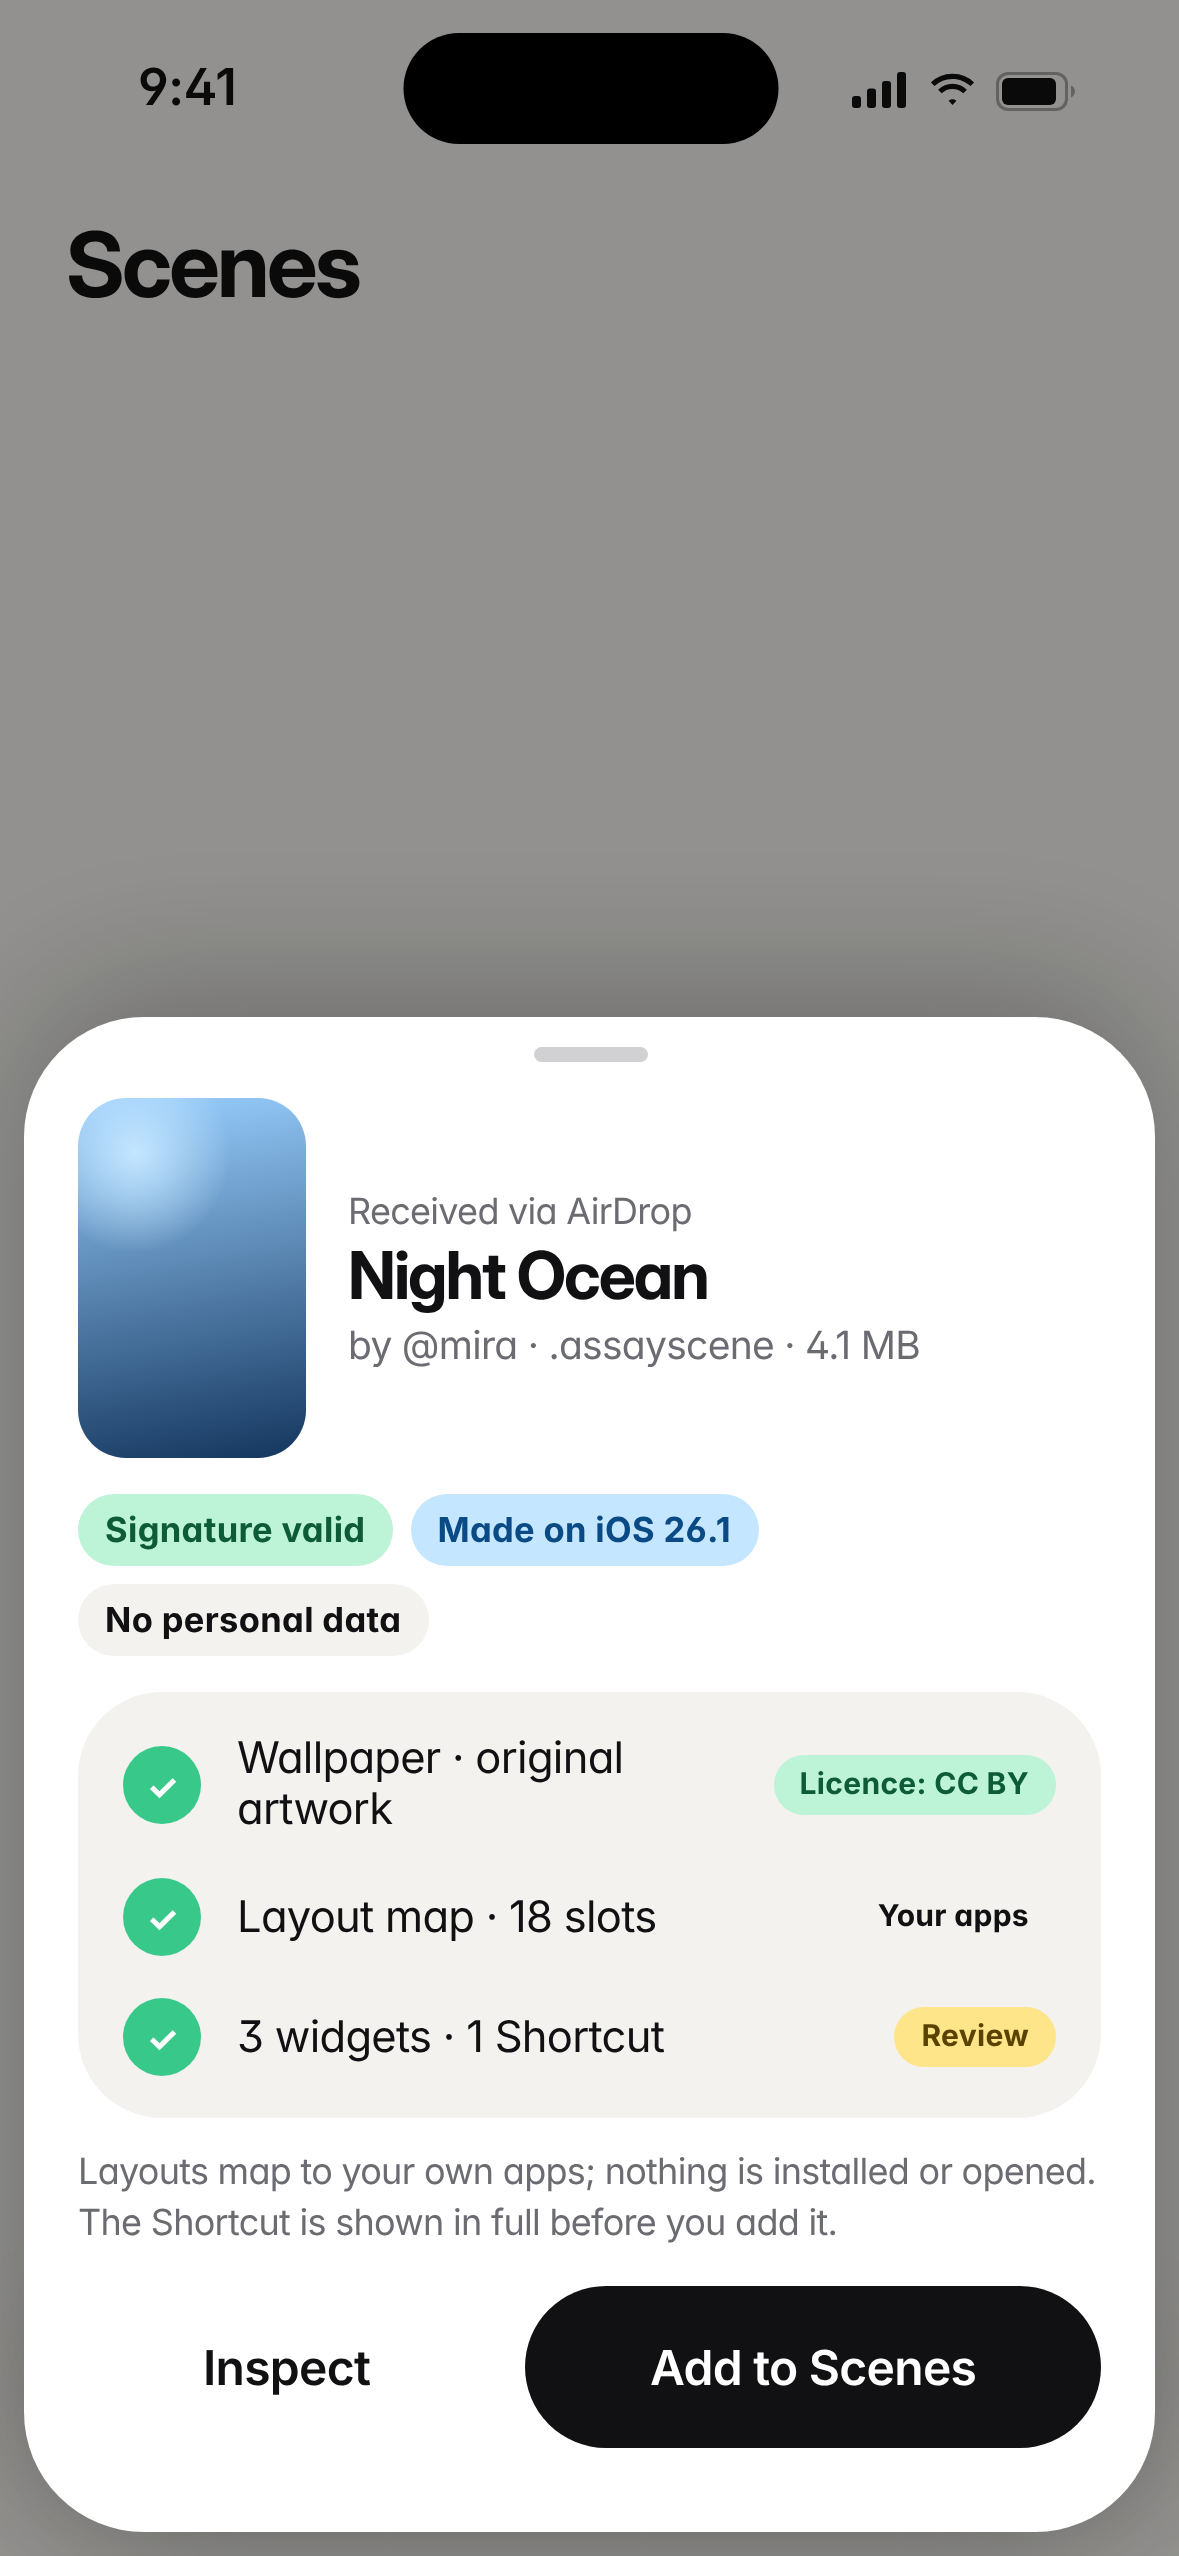 9:41
Scenes
Received via AirDrop
Night Ocean
by @mira · .assayscene · 4.1 MB
Signature valid
Made on iOS 26.1
No personal data
Wallpaper · original
artwork
Licence: CC BY
Layout map · 18 slots
Your apps
3 widgets · 1 Shortcut
Review
Layouts map to your own apps; nothing is installed or opened.
The Shortcut is shown in full before you add it.
Inspect
Add to Scenes